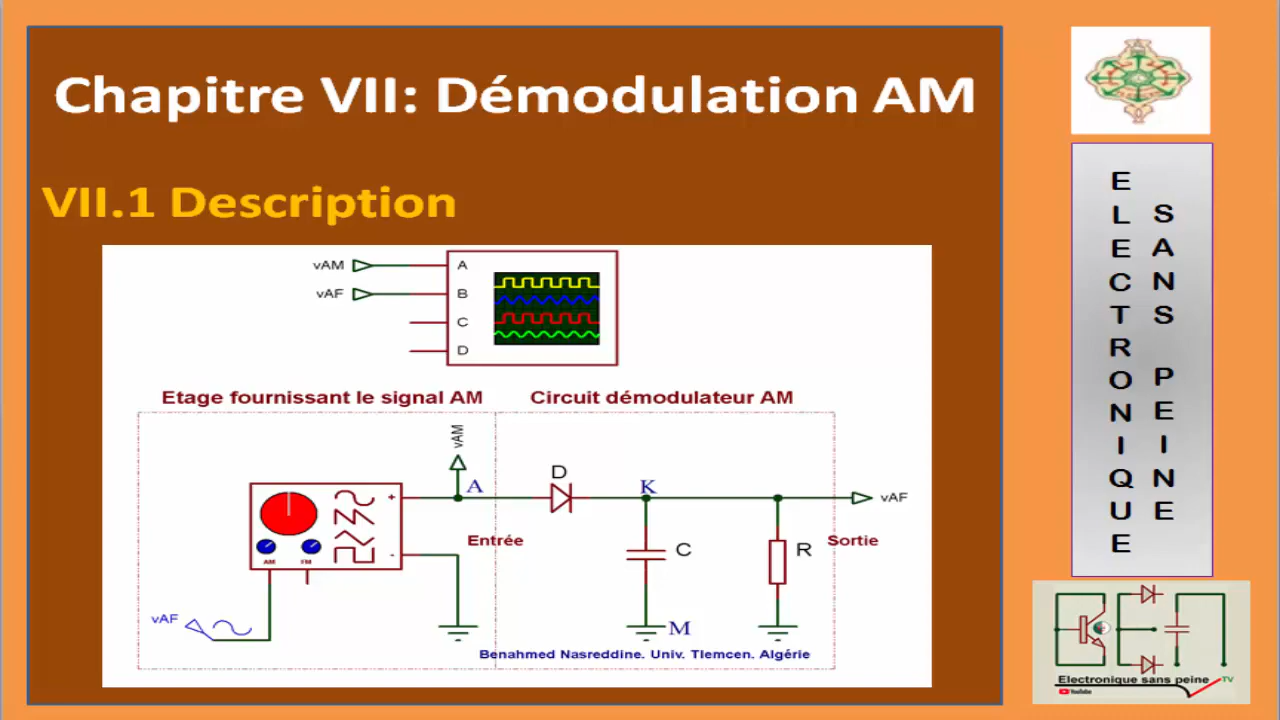 Chapitre VII: Démodulation AM
VII.1 Description
vAM
A
vAF
B
C
D
Etage fournissant le signal AM
Circuit démodulateur AM
vAM
A
D
K
vAF
+
-
AM
FM
Entrée
C
R
Sortie
vAF
M
Benahmed Nasreddine. Univ. Tlemcen. Algérie
ELECTRONIQUE
SANS PEINE
Electronique sans peine TV
YouTube